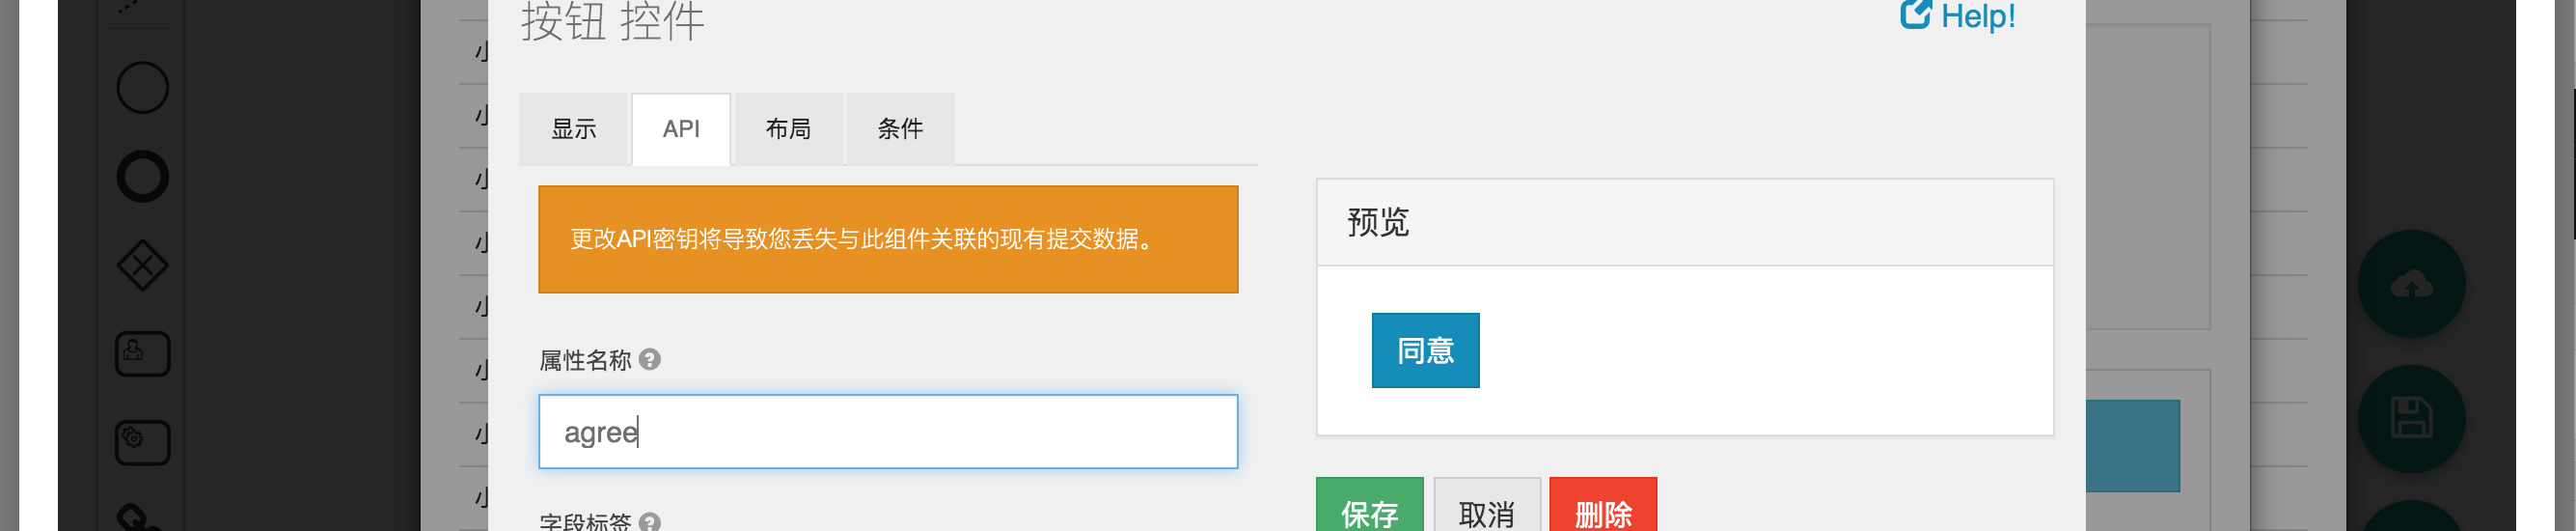 按钮 控件
Help!
显示
API
布局
条件
更改API密钥将导致您丢失与此组件关联的现有提交数据。
预览
同意
属性名称
agree
保存
取消
删除
字段标签